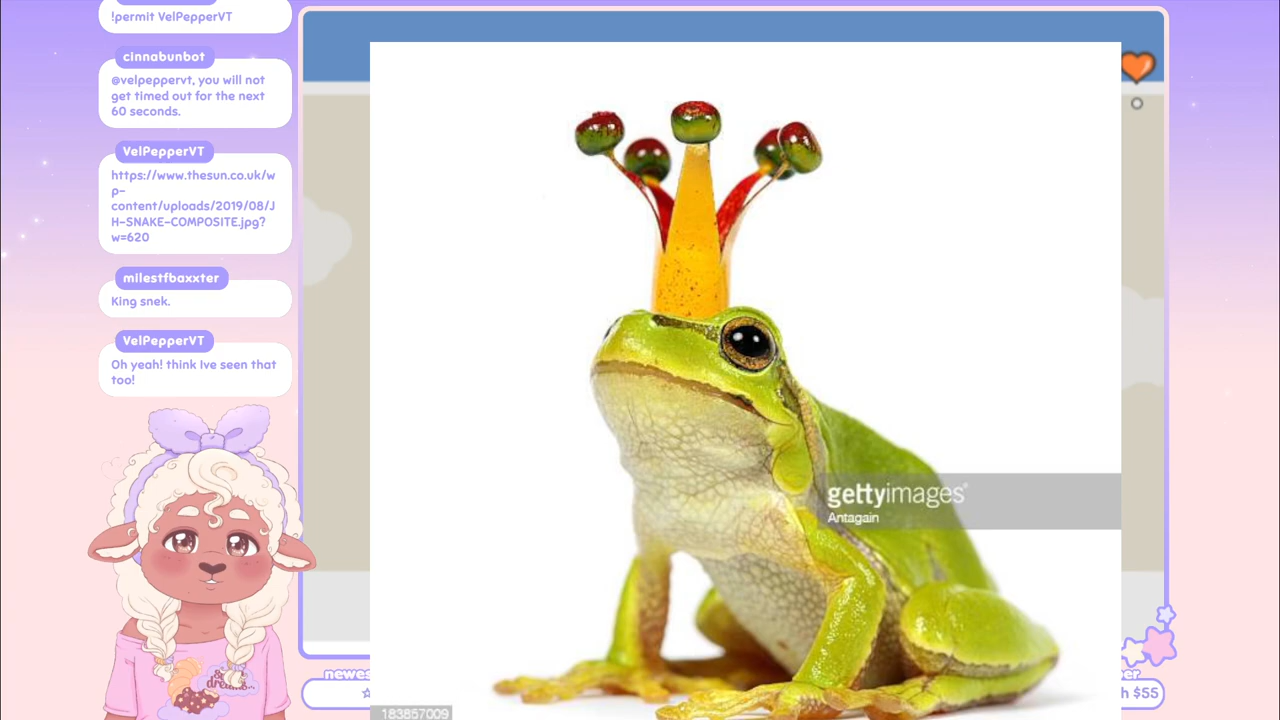 !permit VelPepperVT
cinnabunbot
@velpeppervt, you will not
get timed out for the next
60 seconds.
VelPepperVT
https://www.thesun.co.uk/w
p-
content/uploads/2019/08/J
H-SNAKE-COMPOSITE.jpg?
w=620
milestfbaxxter
King snek.
VelPepperVT
Oh yeah! think Ive seen that
too!
gettyimages®
Antagain
dreams
newes
h $55
183857009